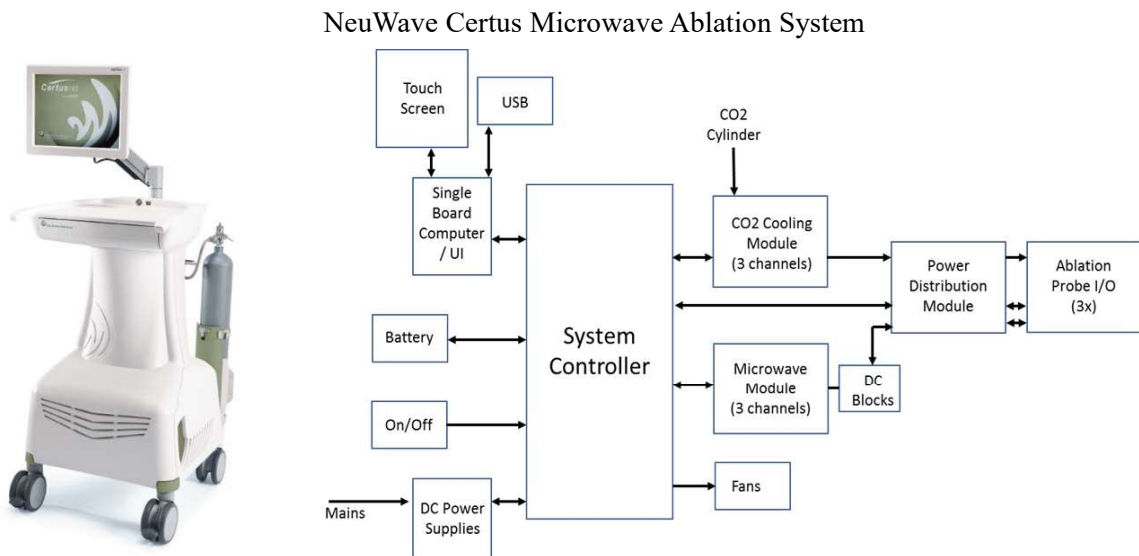 NeuWave Certus Microwave Ablation System
Touch
Screen
USB
CO2
Cylinder
Single
Board
Computer
/ UI
CO2 Cooling
Module
(3 channels)
Power
Distribution
Module
Ablation
Probe I/O
(3x)
System
Controller
Battery
Microwave
Module
(3 channels)
DC
Blocks
On/Off
Fans
Mains
DC Power
Supplies
Certus